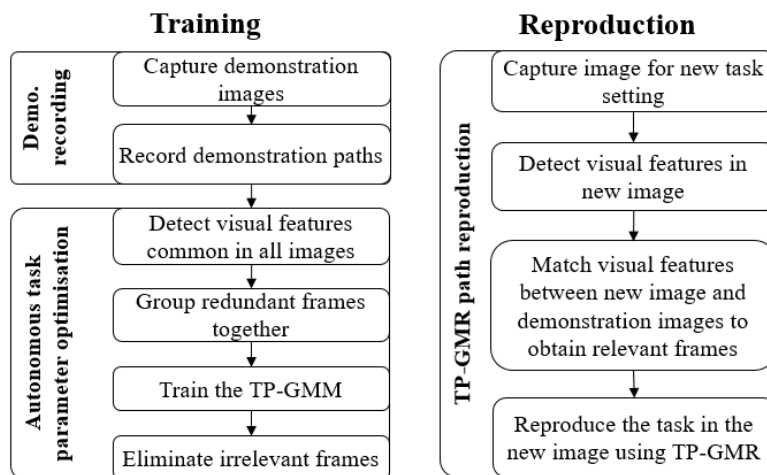 Training
Demo.
recording
Capture demonstration
images
Record demonstration paths
Autonomous task
parameter optimisation
Detect visual features
common in all images
Group redundant frames
together
Train the TP-GMM
Eliminate irrelevant frames
Reproduction
TP-GMR path reproduction
Capture image for new task
setting
Detect visual features in
new image
Match visual features
between new image and
demonstration images to
obtain relevant frames
Reproduce the task in the
new image using TP-GMR